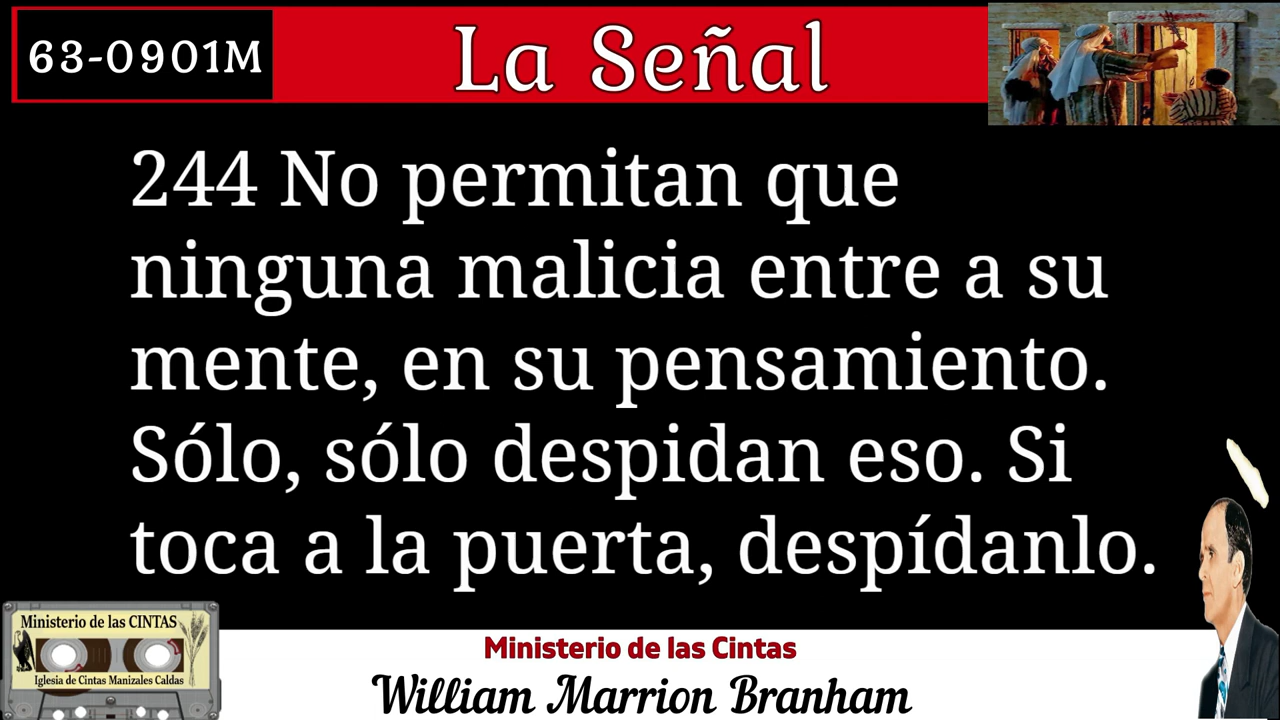 63-0901M
La Señal
244 No permitan que
ninguna malicia entre a su
mente, en su pensamiento.
Sólo, sólo despidan eso. Si
toca a la puerta, despídanlo.
Ministerio de las CINTAS
Iglesia de Cintas Manizales Caldas
Ministerio de las Cintas
William Marrion Branham